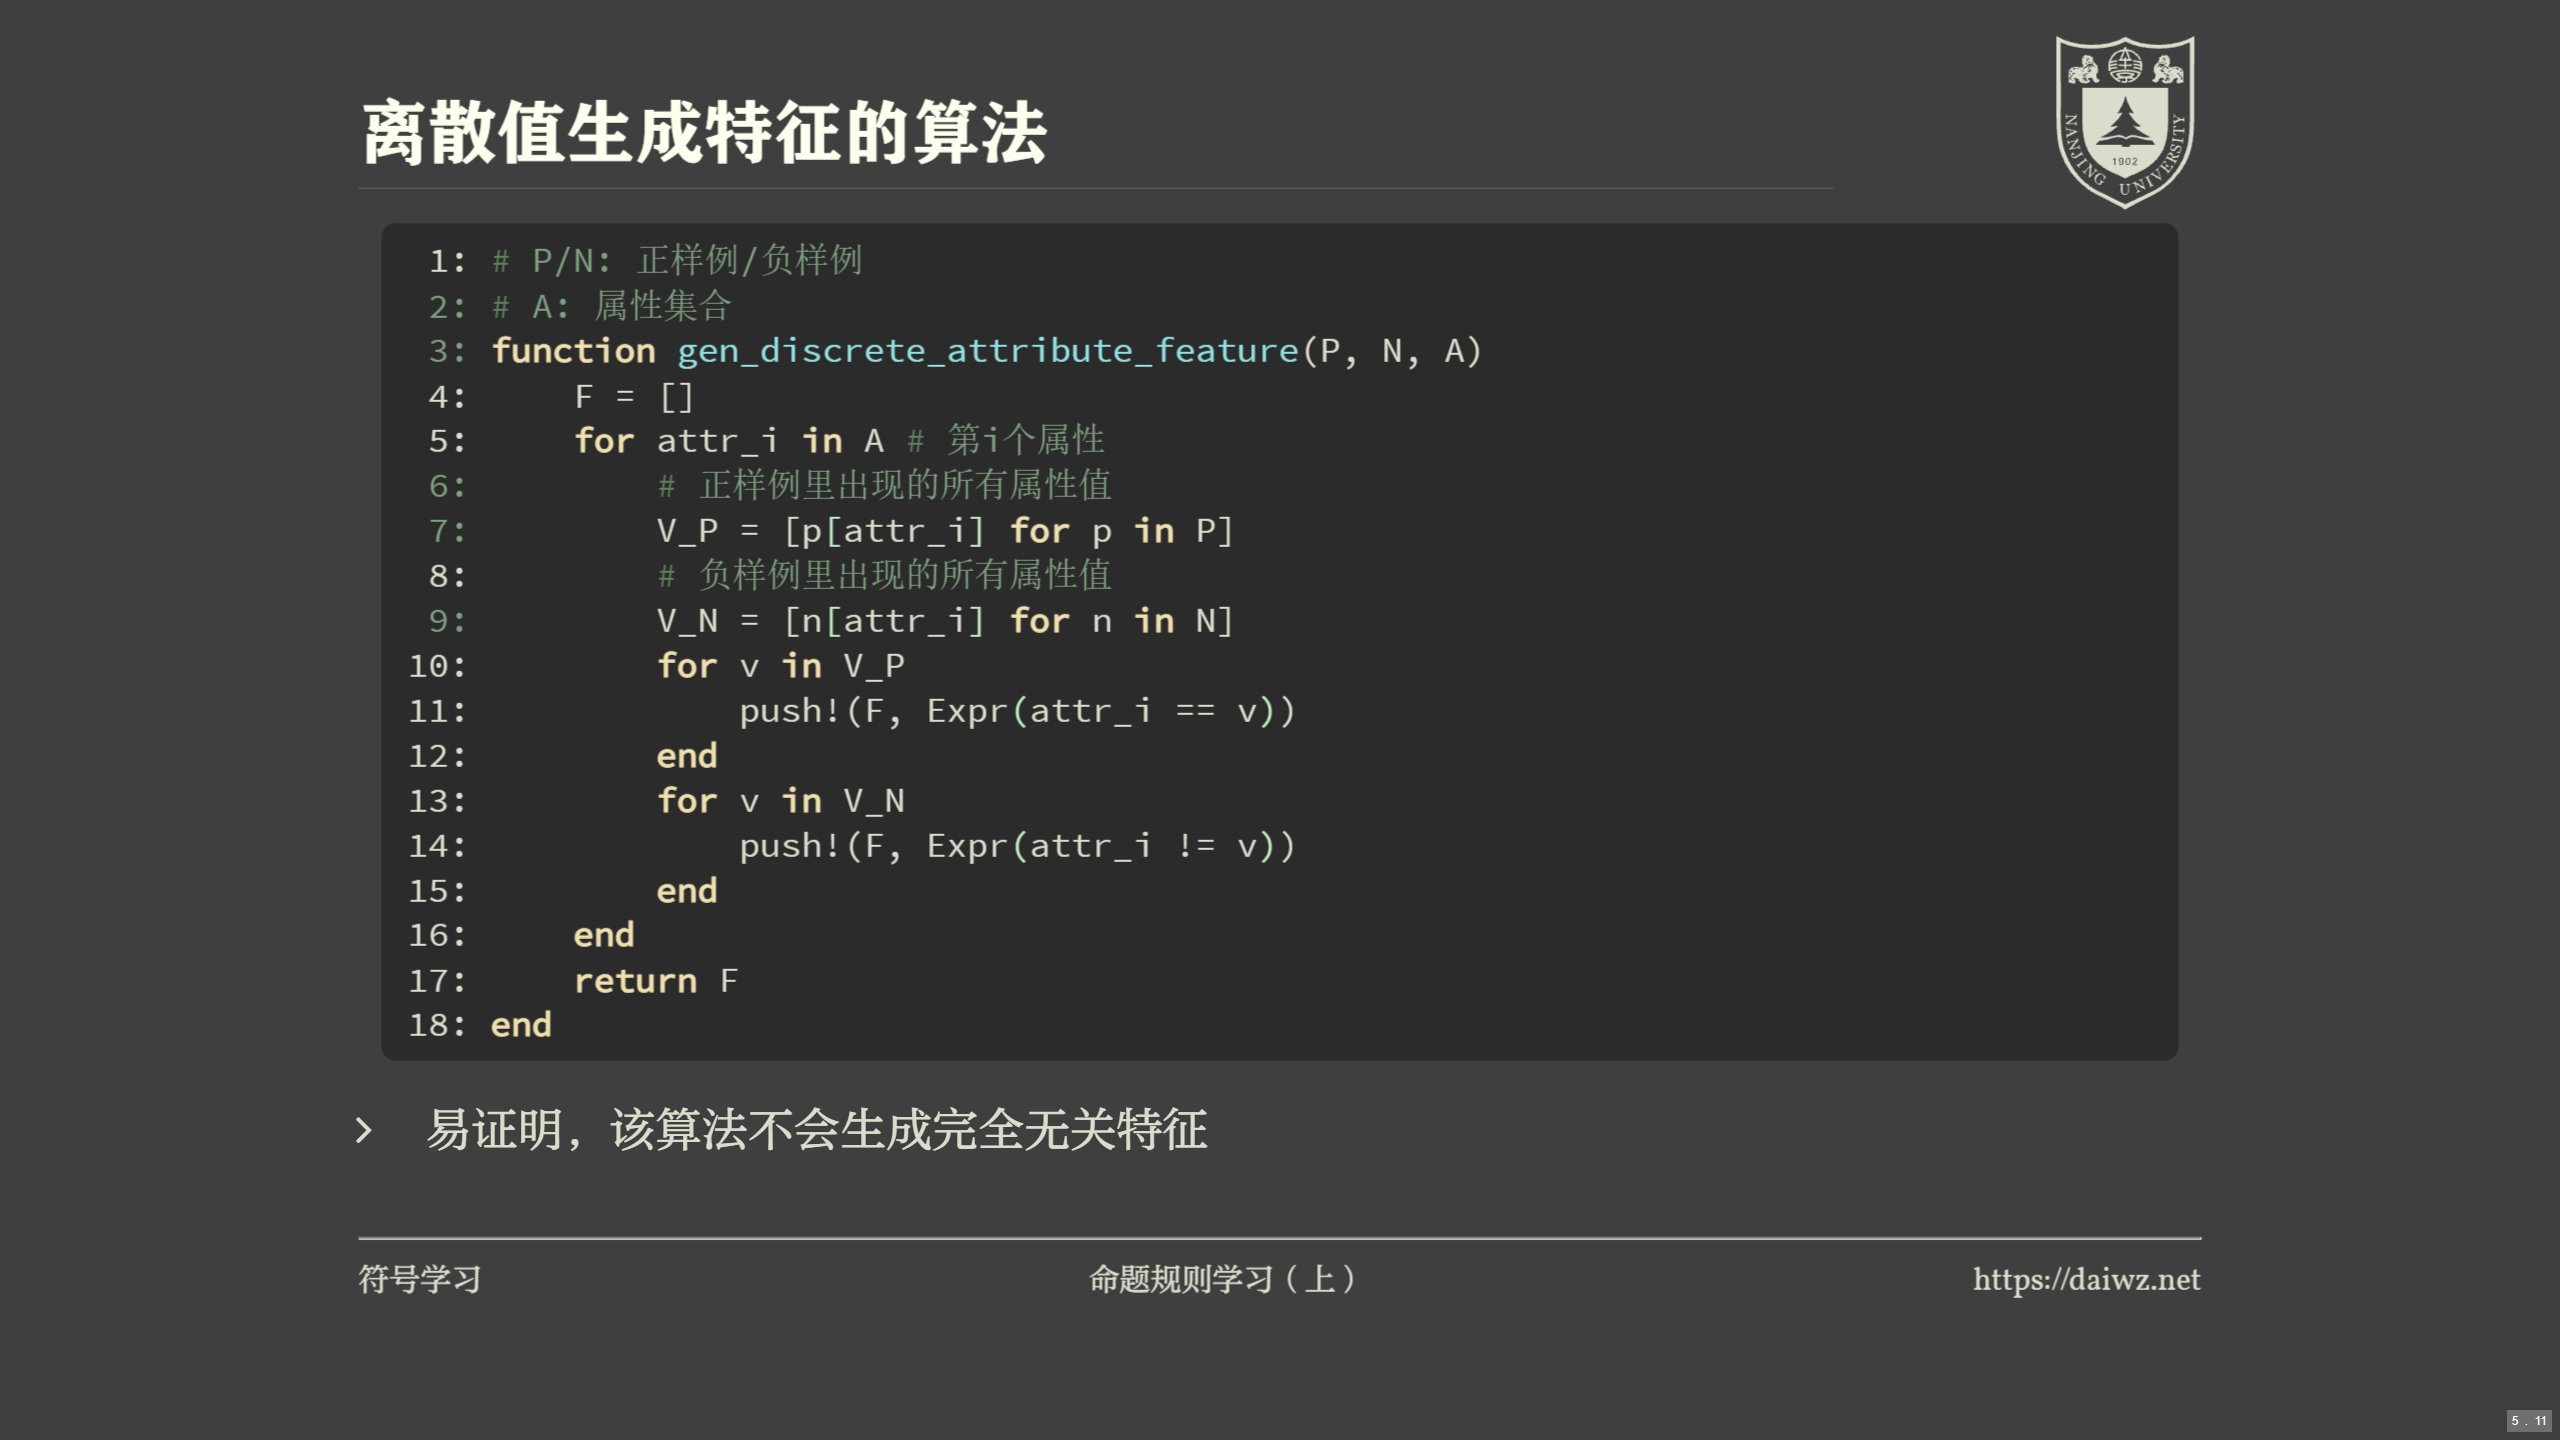 离散值生成特征的算法
NANJING UNIVERSITY
1902
1: # P/N: 正样例/负样例
2: # A: 属性集合
3: function gen_discrete_attribute_feature(P, N, A)
4:     F = []
5:     for attr_i in A # 第i个属性
6:         # 正样例里出现的所有属性值
7:         V_P = [p[attr_i] for p in P]
8:         # 负样例里出现的所有属性值
9:         V_N = [n[attr_i] for n in N]
10:         for v in V_P
11:             push!(F, Expr(attr_i == v))
12:         end
13:         for v in V_N
14:             push!(F, Expr(attr_i != v))
15:         end
16:     end
17:     return F
18: end
易证明，该算法不会生成完全无关特征
符号学习
命题规则学习（上）
https://daiwz.net
5 . 11